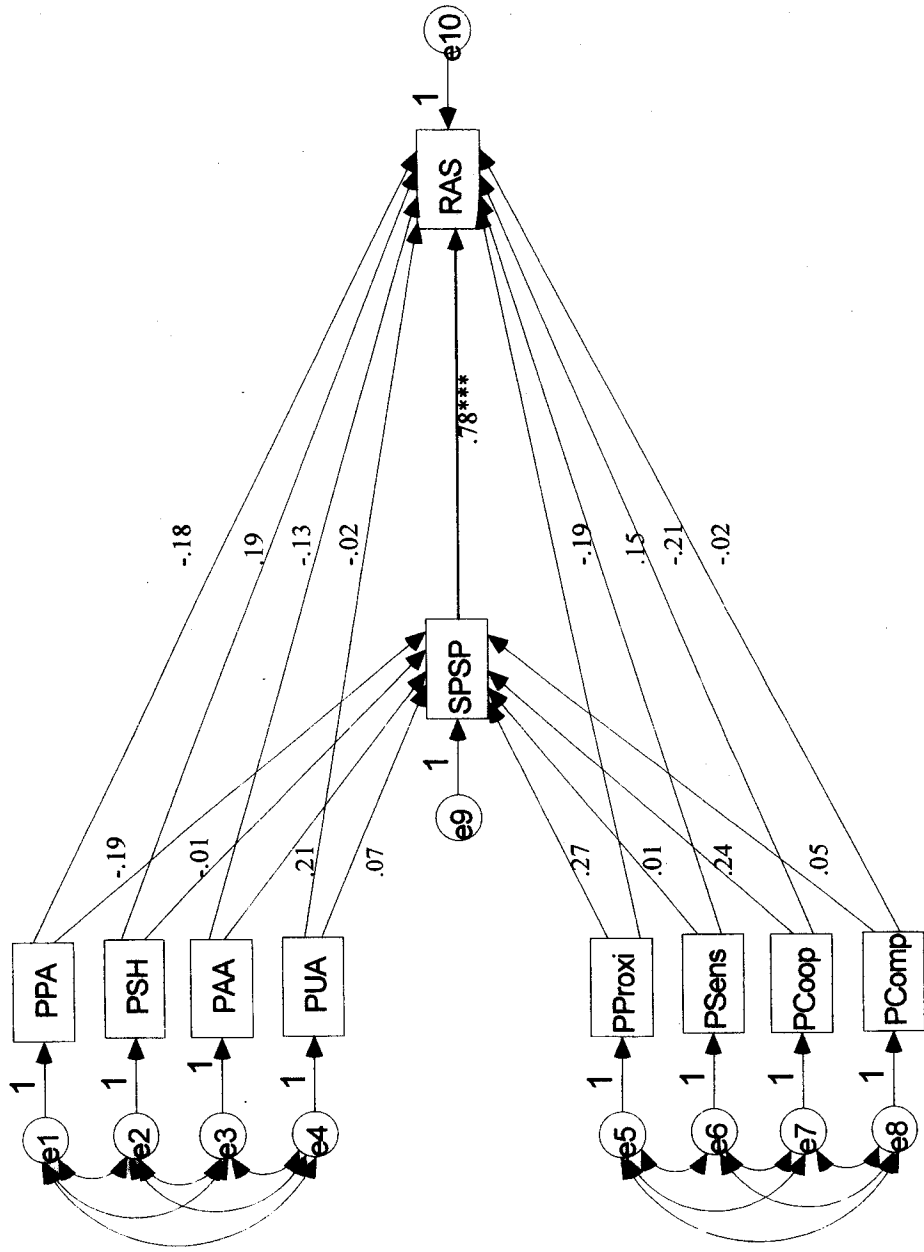 e1
1
PPA
e2
1
PSH
e3
1
PAA
e4
1
PUA
e5
1
PProxi
e6
1
PSens
e7
1
PCoop
e8
1
PComp
-.19
-.01
.21
.07
.27
.01
.24
.05
e9
1
SPSP
-.18
.19
-.13
-.02
.78***
-.19
.15
-.21
-.02
RAS
1
e10